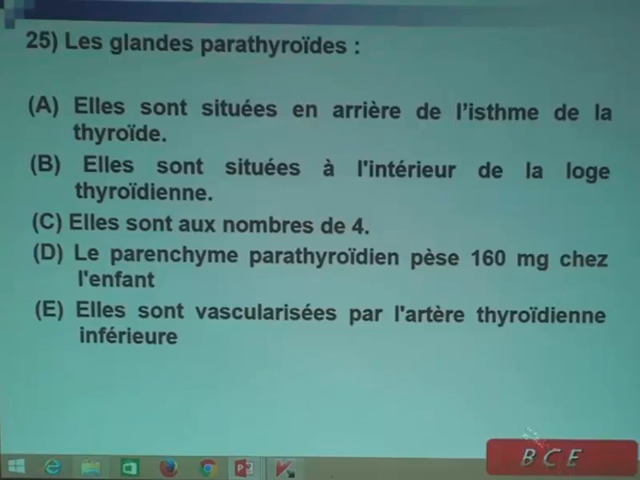 25) Les glandes parathyroïdes :
(A) Elles sont situées en arrière de l'isthme de la
thyroïde.
(B) Elles sont situées à l'intérieur de la loge
thyroïdienne.
(C) Elles sont aux nombres de 4.
(D) Le parenchyme parathyroïdien pèse 160 mg chez
l'enfant
(E) Elles sont vascularisées par l'artère thyroïdienne
inférieure
BCE